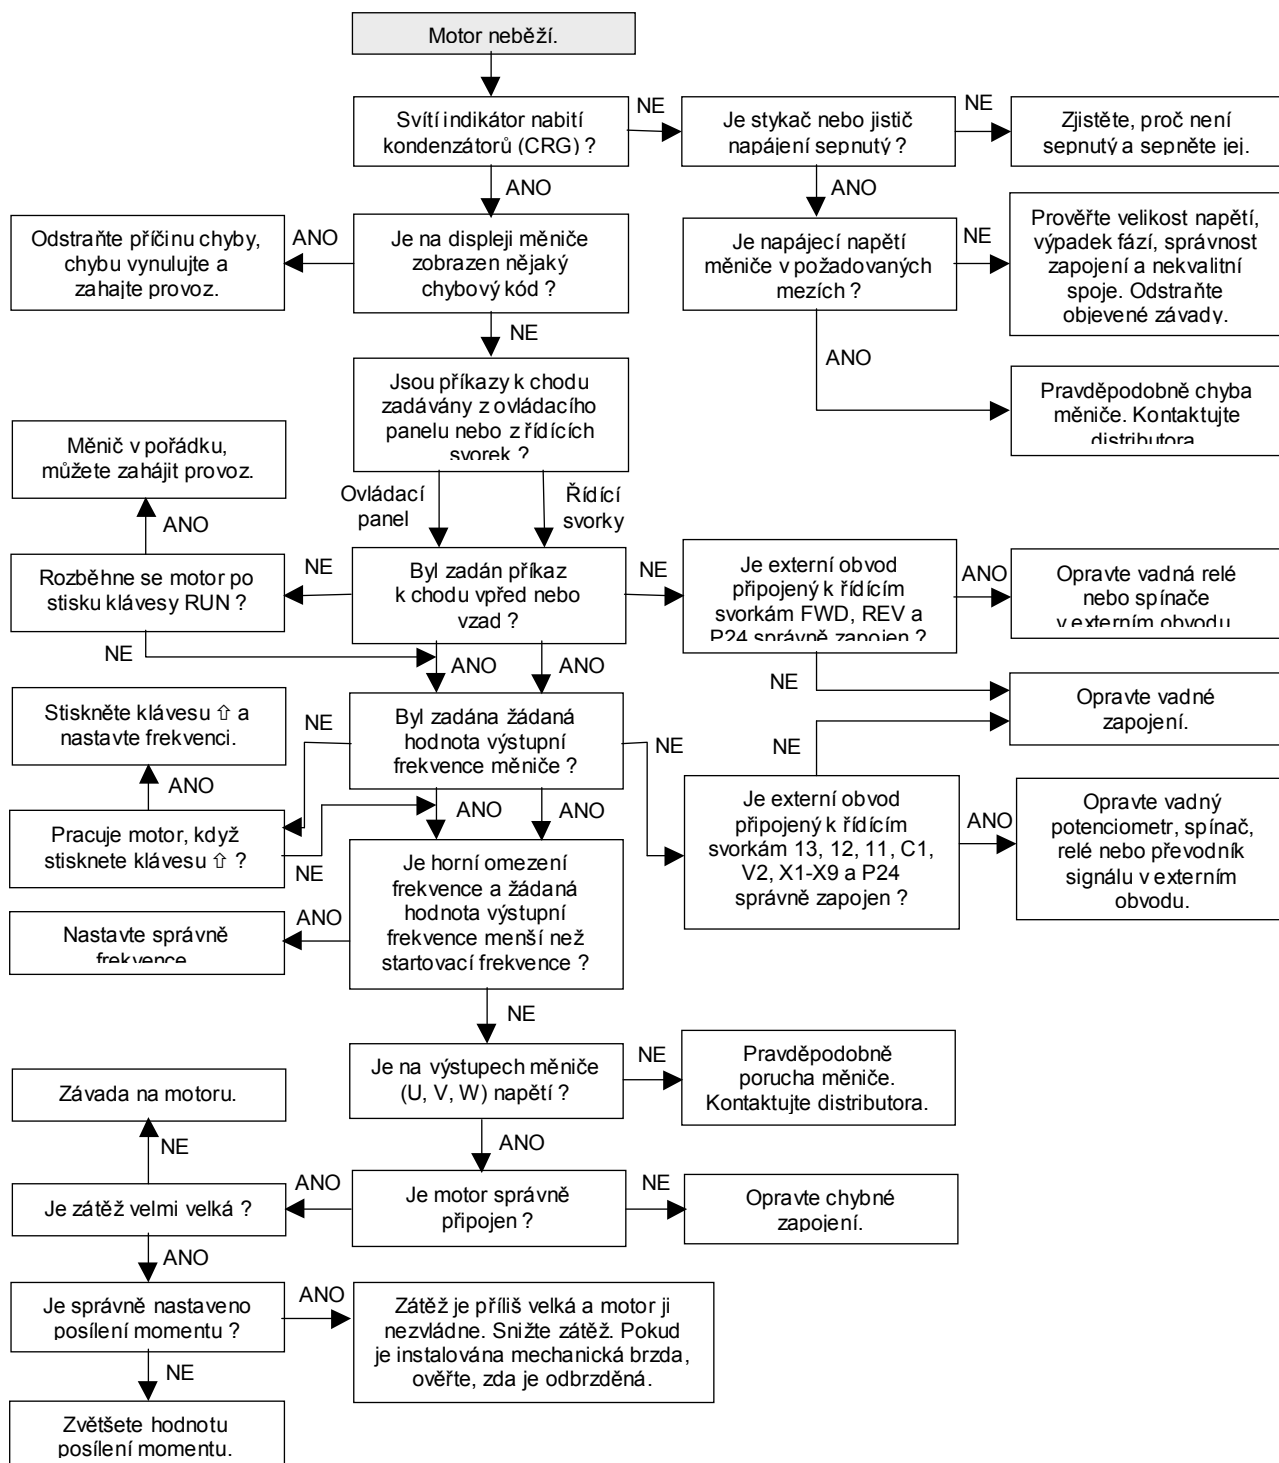 Motor neběží.
Svítí indikátor nabití
kondenzátorů (CRG) ?
NE
Je stykač nebo jistič
napájení sepnutý ?
NE
Zjistěte, proč není
sepnutý a sepněte jej.
ANO
ANO
Odstraňte příčinu chyby,
chybu vynulujte a
zahajte provoz.
ANO
Je na displeji měniče
zobrazen nějaký
chybový kód ?
Je napájecí napětí
měniče v požadovaných
mezích ?
NE
Prověřte velikost napětí,
výpadek fází, správnost
zapojení a nekvalitní
spoje. Odstraňte
objevené závady.
NE
ANO
Jsou příkazy k chodu
zadávány z ovládacího
panelu nebo z řídících
svorek ?
Pravděpodobně chyba
měniče. Kontaktujte
distributora
Měnič v pořádku,
můžete zahájit provoz.
Ovládací
panel
Řídící
svorky
ANO
Rozběhne se motor po
stisku klávesy RUN ?
NE
Byl zadán příkaz
k chodu vpřed nebo
vzad ?
NE
Je externí obvod
připojený k řídícím
svorkám FWD, REV a
P24 správně zapojen ?
ANO
Opravte vadná relé
nebo spínače
v externím obvodu
NE
ANO
ANO
NE
Opravte vadné
zapojení.
Stiskněte klávesu ⇧ a
nastavte frekvenci.
NE
Byl zadána žádaná
hodnota výstupní
frekvence měniče ?
NE
NE
ANO
Pracuje motor, když
stisknete klávesu ⇧ ?
NE
ANO
ANO
Je externí obvod
připojený k řídícím
svorkám 13, 12, 11, C1,
V2, X1-X9 a P24
správně zapojen ?
ANO
Opravte vadný
potenciometr, spínač,
relé nebo převodník
signálu v externím
obvodu.
Je horní omezení
frekvence a žádaná
hodnota výstupní
frekvence menší než
startovací frekvence ?
ANO
Nastavte správně
frekvence
NE
Je na výstupech měniče
(U, V, W) napětí ?
NE
Pravděpodobně
porucha měniče.
Kontaktujte distributora.
Závada na motoru.
NE
ANO
Je zátěž velmi velká ?
ANO
Je motor správně
připojen ?
NE
Opravte chybné
zapojení.
ANO
Je správně nastaveno
posílení momentu ?
ANO
Zátěž je příliš velká a motor ji
nezvládne. Snižte zátěž. Pokud
je instalována mechanická brzda,
ověřte, zda je odbrzděná.
NE
Zvětšete hodnotu
posílení momentu.